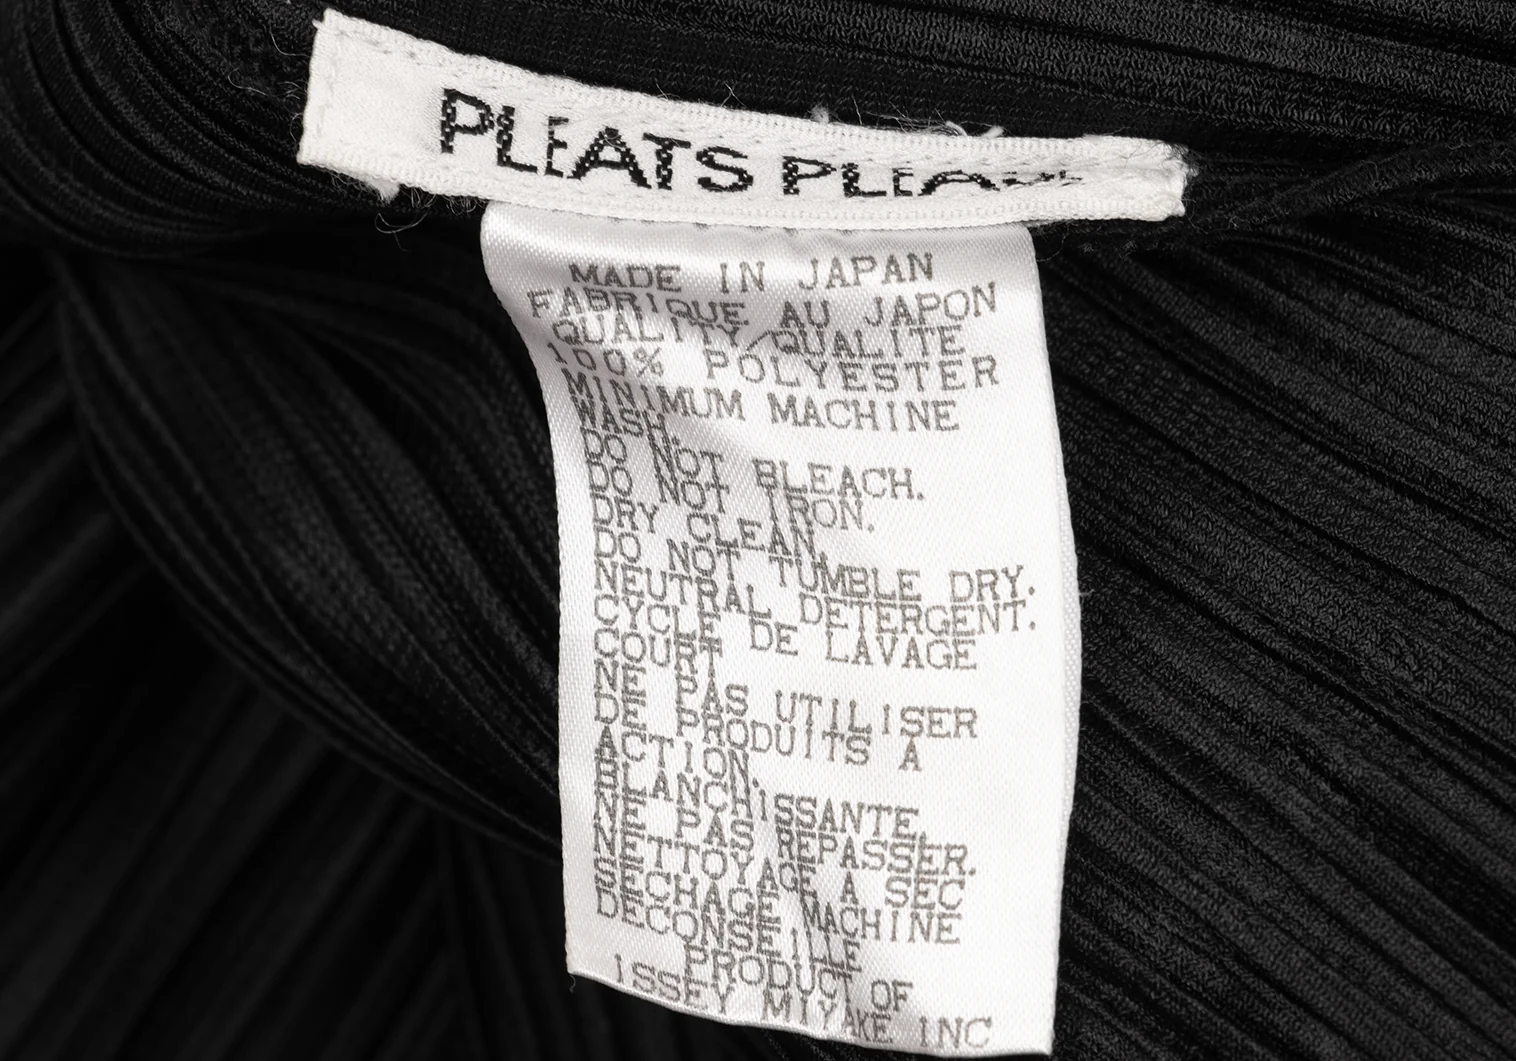 PLEATS PLEASE
MADE IN JAPAN
FABRIQUE AU JAPON
QUALITY/QUALITE
100% POLYESTER
MINIMUM MACHINE
WASH.
DO NOT BLEACH.
DO NOT IRON.
DRY CLEAN.
DO NOT TUMBLE DRY.
NEUTRAL DETERGENT.
CYCLE DE LAVAGE
COURT
NE PAS UTILISER
DE PRODUITS A
ACTION.
BLANCHISSANTE.
NE PAS REPASSER.
NETTOYAGE A SEC
SECHAGE MACHINE
DECONSEILLE
PRODUCT OF
ISSEY MIYAKE INC